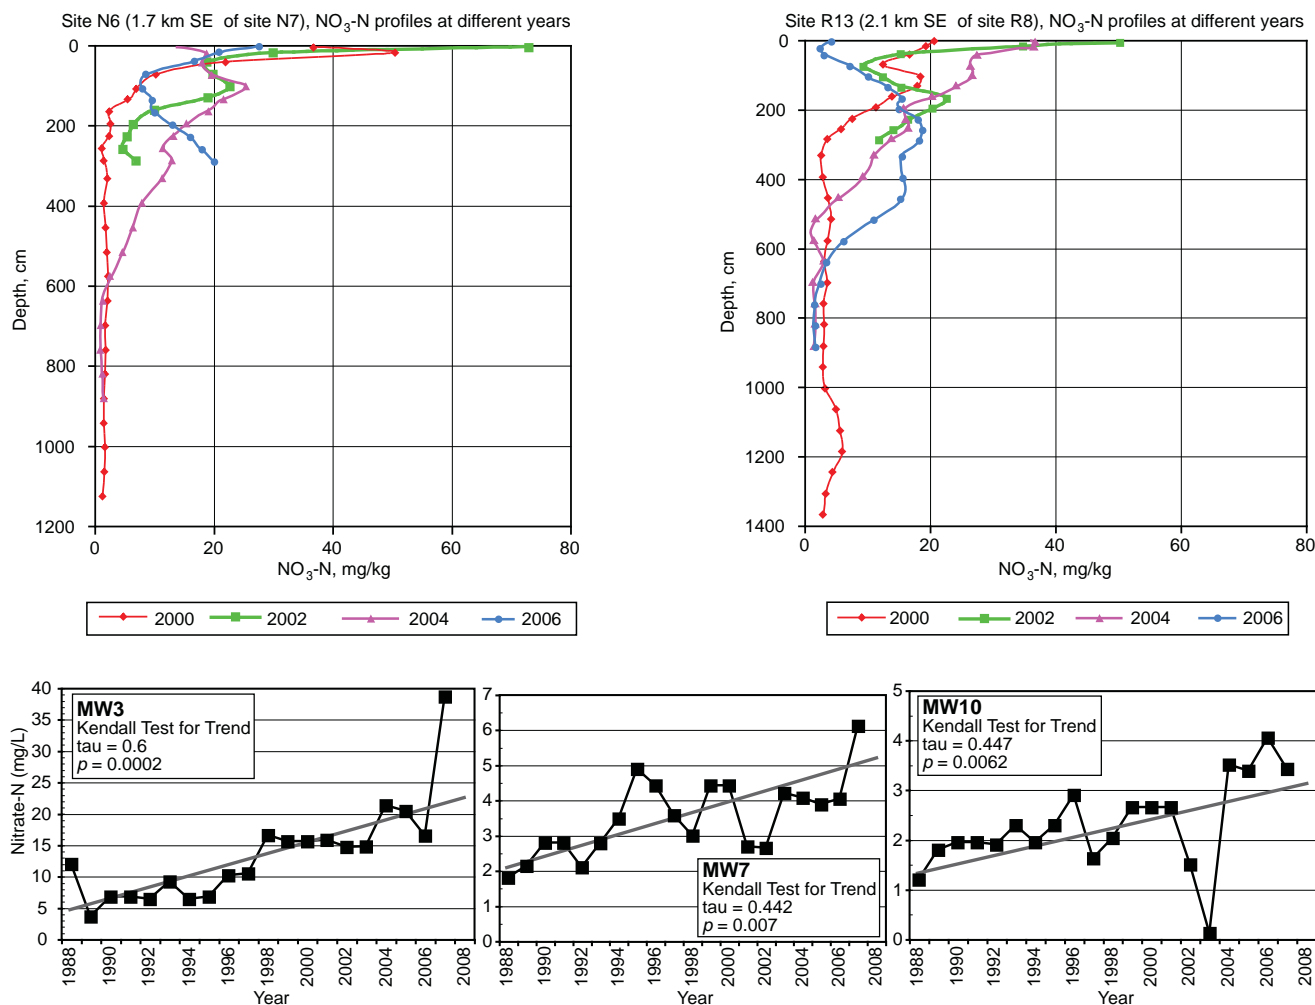 Site N6 (1.7 km SE of site N7), NO3-N profiles at different years
0
200
400
600
800
1000
1200
Depth, cm
0 20 40 60 80
NO3-N, mg/kg
2000 2002 2004 2006
Site R13 (2.1 km SE of site R8), NO3-N profiles at different years
0
200
400
600
800
1000
1200
1400
Depth, cm
0 20 40 60 80
NO3-N, mg/kg
2000 2002 2004 2006
40
35
30
25
20
15
10
5
0
Nitrate-N (mg/L)
MW3
Kendall Test for Trend
tau = 0.6
p = 0.0002
1988 1990 1992 1994 1996 1998 2000 2002 2004 2006 2008
Year
7
6
5
4
3
2
1
0
MW7
Kendall Test for Trend
tau = 0.442
p = 0.007
1988 1990 1992 1994 1996 1998 2000 2002 2004 2006 2008
Year
5
4
3
2
1
0
MW10
Kendall Test for Trend
tau = 0.447
p = 0.0062
1988 1990 1992 1994 1996 1998 2000 2002 2004 2006 2008
Year